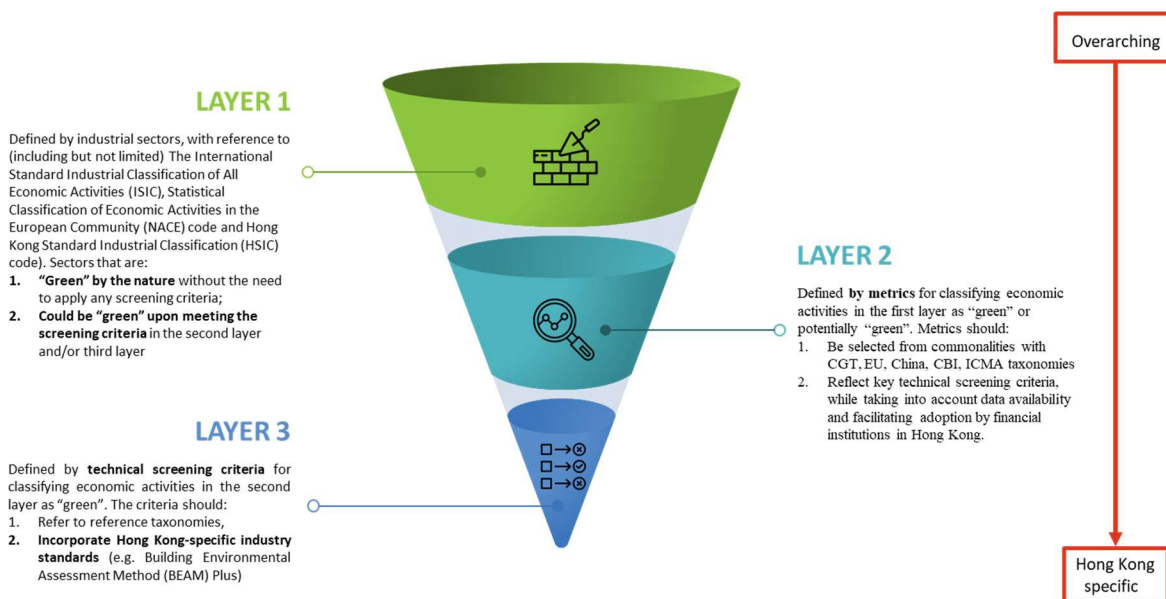 Overarching
LAYER 1
Defined by industrial sectors, with reference to
(including but not limited) The International
Standard Industrial Classification of All
Economic Activities (ISIC), Statistical
Classification of Economic Activities in the
European Community (NACE) code and Hong
Kong Standard Industrial Classification (HSIC)
code). Sectors that are:
1. “Green” by the nature without the need
to apply any screening criteria;
2. Could be “green” upon meeting the
screening criteria in the second layer
and/or third layer
LAYER 2
Defined by metrics for classifying economic
activities in the first layer as “green” or
potentially “green”. Metrics should:
1. Be selected from commonalities with
CGT, EU, China, CBI, ICMA taxonomies
2. Reflect key technical screening criteria,
while taking into account data availability
and facilitating adoption by financial
institutions in Hong Kong.
LAYER 3
Defined by technical screening criteria for
classifying economic activities in the second
layer as “green”. The criteria should:
1. Refer to reference taxonomies,
2. Incorporate Hong Kong-specific industry
standards (e.g. Building Environmental
Assessment Method (BEAM) Plus)
Hong Kong
specific